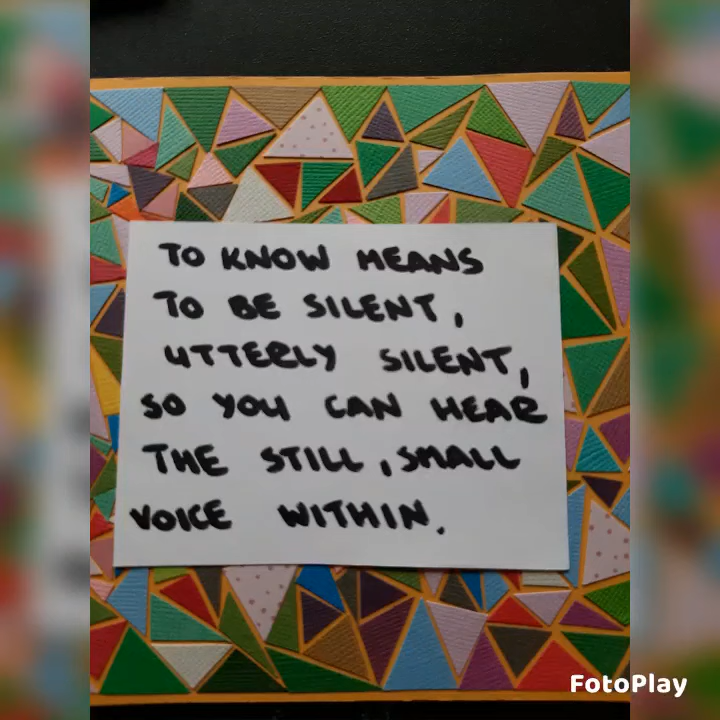 TO KNOW MEANS
TO BE SILENT,
UTTERLY SILENT,
SO YOU CAN HEAR
THE STILL, SMALL
VOICE WITHIN.
FotoPlay